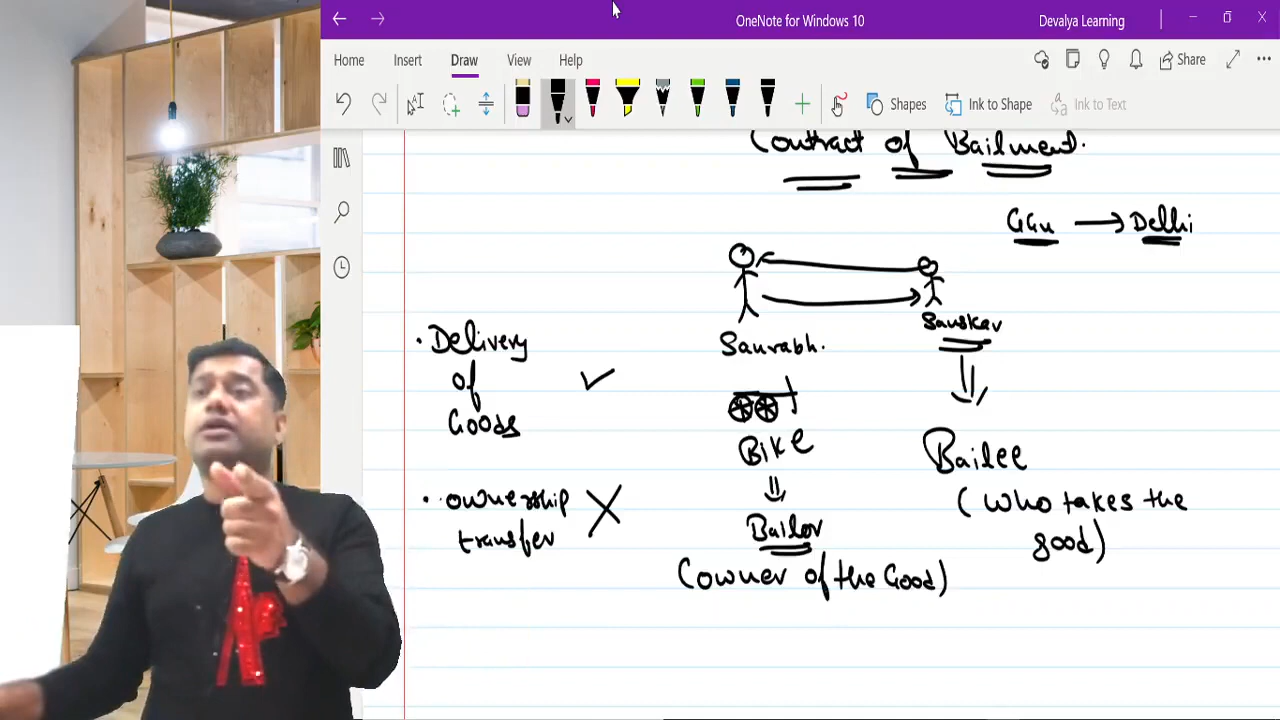 OneNote for Windows 10
Devalya Learning
Home
Insert
Draw
View
Help
Share
Shapes
Ink to Shape
Ink to Text
Contract of Bailment.
GGn → Delhi
Sauskar
Saurabh.
• Delivery
of
Goods ✓
Bike
Bailee
(Who takes the
good)
• ownership
transfer X
Bailor
(owner of the Good)